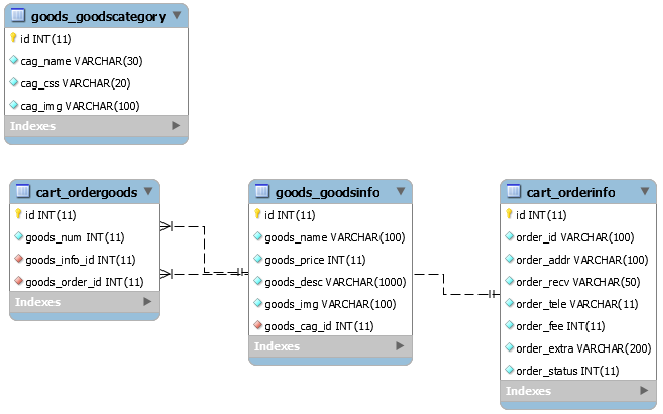 goods_goodscategory
id INT(11)
cag_name VARCHAR(30)
cag_css VARCHAR(20)
cag_img VARCHAR(100)
Indexes
cart_ordergoods
id INT(11)
goods_num INT(11)
goods_info_id INT(11)
goods_order_id INT(11)
Indexes
goods_goodsinfo
id INT(11)
goods_name VARCHAR(100)
goods_price INT(11)
goods_desc VARCHAR(1000)
goods_img VARCHAR(100)
goods_cag_id INT(11)
Indexes
cart_orderinfo
id INT(11)
order_id VARCHAR(100)
order_addr VARCHAR(100)
order_recv VARCHAR(50)
order_tele VARCHAR(11)
order_fee INT(11)
order_extra VARCHAR(200)
order_status INT(11)
Indexes